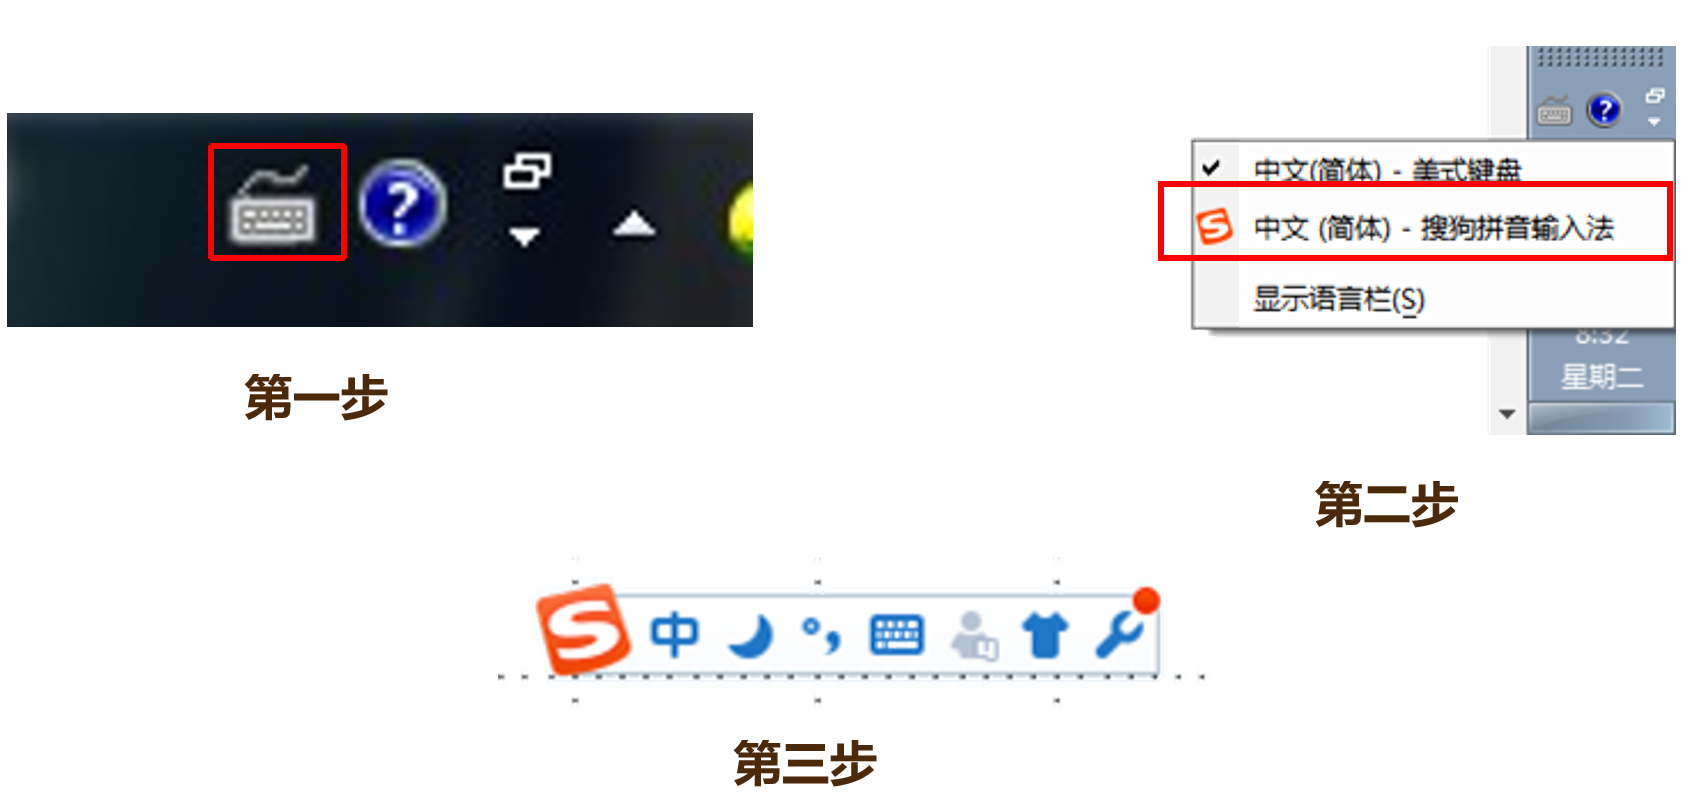 第一步
中文(简体) - 美式键盘
中文 (简体) - 搜狗拼音输入法
显示语言栏(S)
8:32
星期二
第二步
中
第三步